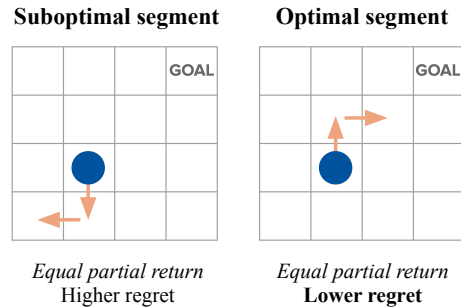 Suboptimal segment
Optimal segment
GOAL
GOAL
Equal partial return
Higher regret
Equal partial return
Lower regret